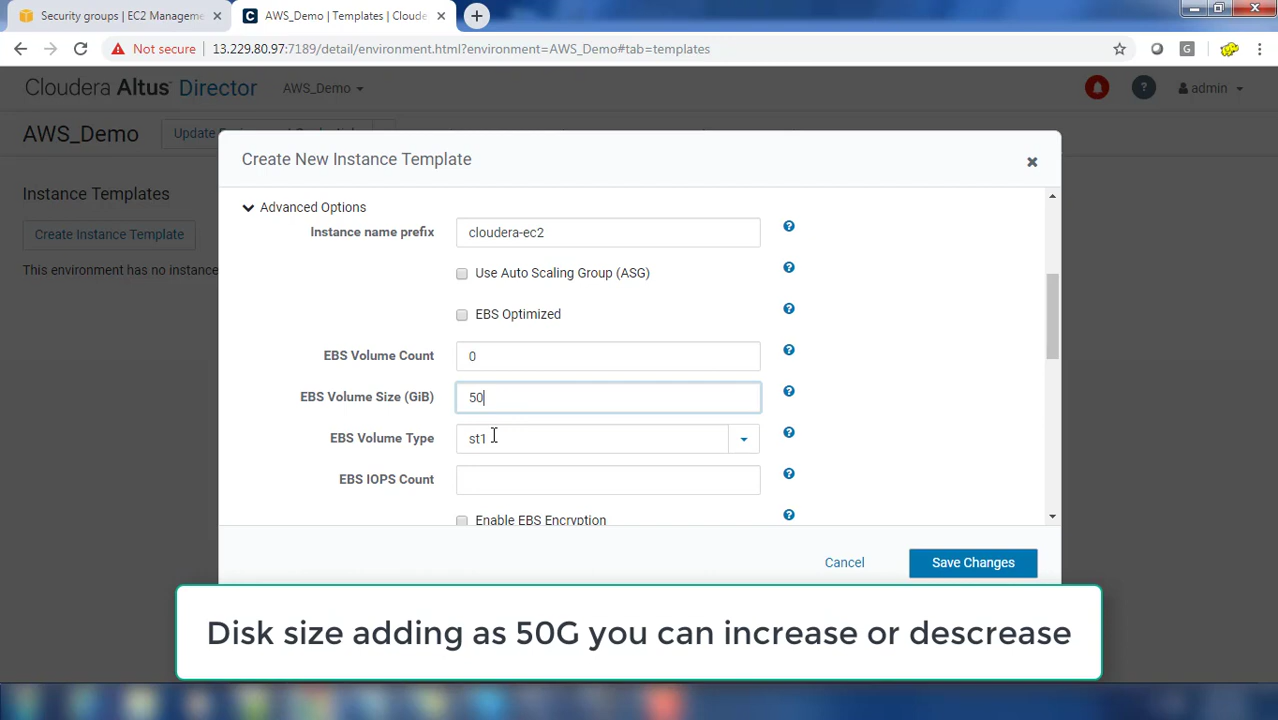 Security groups | EC2 Manageme
AWS_Demo | Templates | Cloude
Not secure
13.229.80.97:7189/detail/environment.html?environment=AWS_Demo#tab=templates
Cloudera Altus Director
AWS_Demo
admin
AWS_Demo
Update
Create New Instance Template
Instance Templates
Create Instance Template
This environment has no instance
Advanced Options
Instance name prefix
cloudera-ec2
Use Auto Scaling Group (ASG)
EBS Optimized
EBS Volume Count
0
EBS Volume Size (GiB)
50
EBS Volume Type
st1
EBS IOPS Count
Enable EBS Encryption
Cancel
Save Changes
Disk size adding as 50G you can increase or descrease